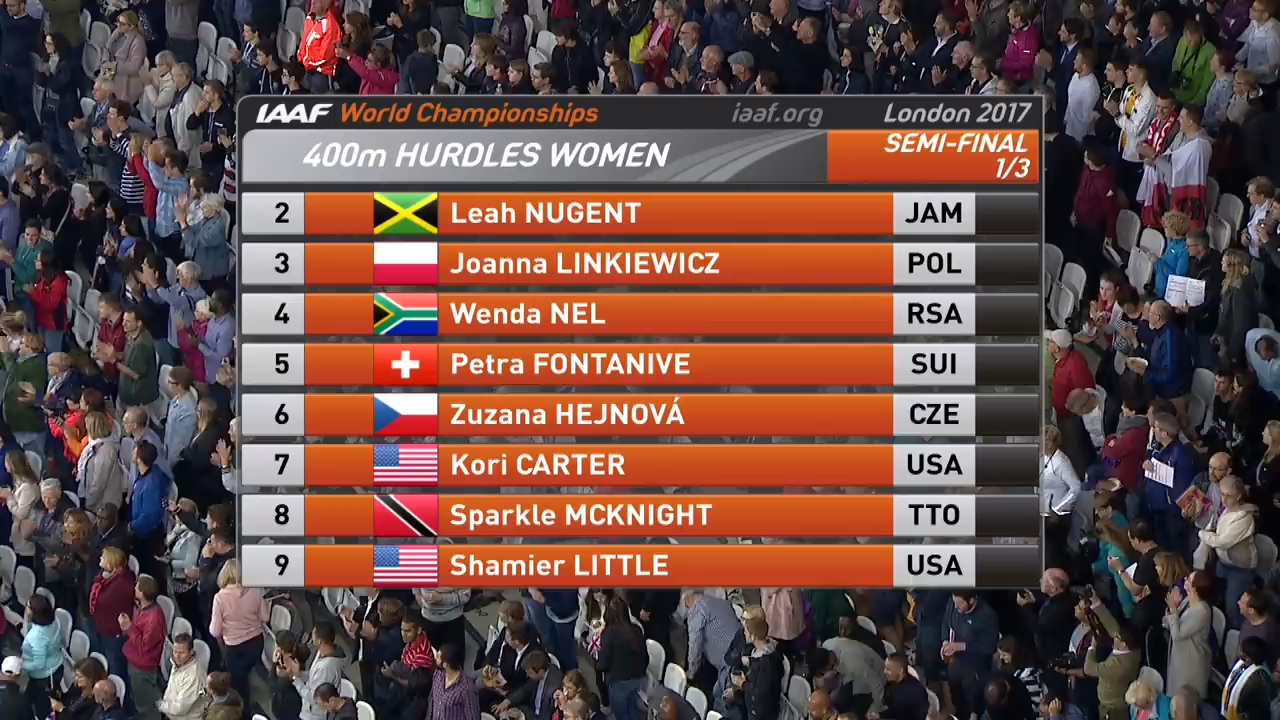 IAAF World Championships iaaf.org London 2017
400m HURDLES WOMEN SEMI-FINAL
1/3
2 Leah NUGENT JAM
3 Joanna LINKIEWICZ POL
4 Wenda NEL RSA
5 Petra FONTANIVE SUI
6 Zuzana HEJNOVÁ CZE
7 Kori CARTER USA
8 Sparkle MCKNIGHT TTO
9 Shamier LITTLE USA